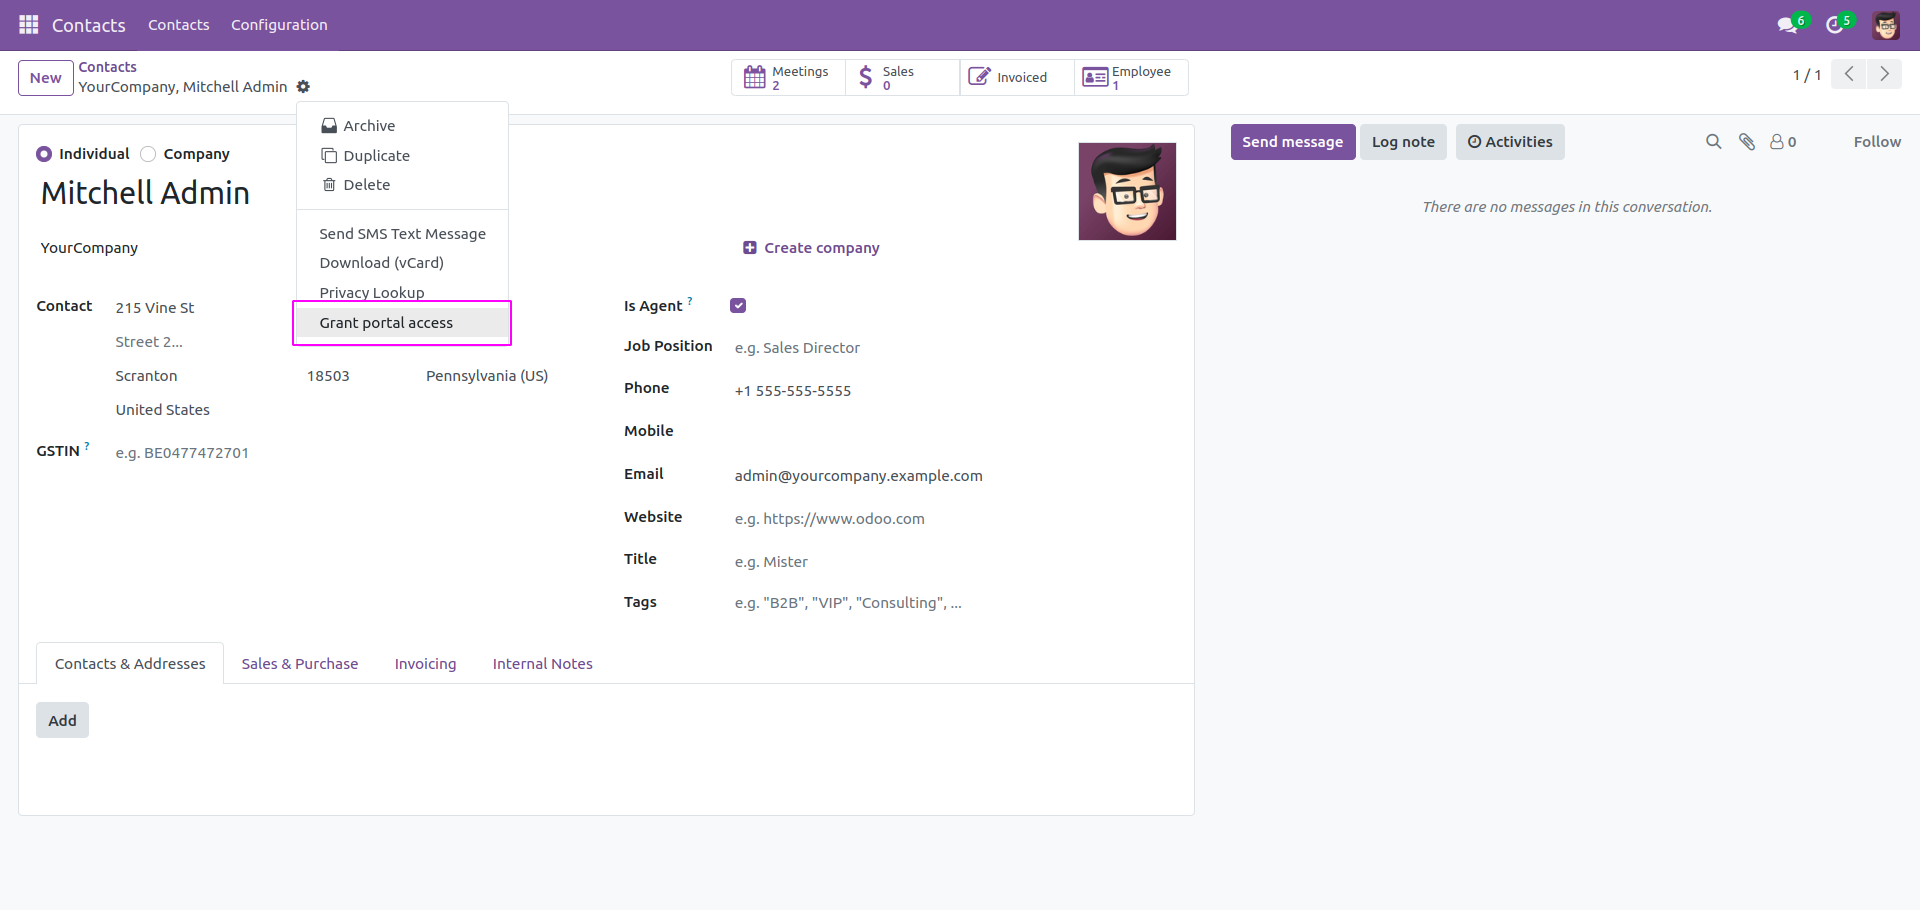 Contacts Contacts Configuration 6 5
New Contacts
YourCompany, Mitchell Admin
Meetings 2 Sales 0 Invoiced Employee 1
1 / 1
Archive
Duplicate
Delete
Send SMS Text Message
Download (vCard)
Privacy Lookup
Grant portal access
Individual Company
Mitchell Admin
YourCompany
Create company
Contact 215 Vine St
Street 2...
Scranton 18503 Pennsylvania (US)
United States
GSTIN ? e.g. BE0477472701
Is Agent ?
Job Position e.g. Sales Director
Phone +1 555-555-5555
Mobile
Email admin@yourcompany.example.com
Website e.g. https://www.odoo.com
Title e.g. Mister
Tags e.g. "B2B", "VIP", "Consulting", ...
Contacts & Addresses Sales & Purchase Invoicing Internal Notes
Add
Send message Log note Activities 0 Follow
There are no messages in this conversation.